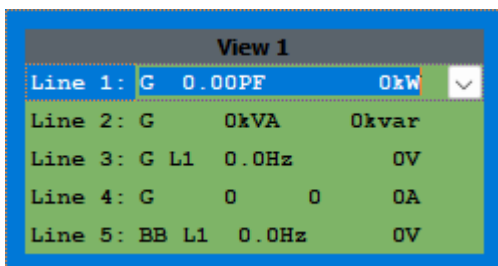 View 1
Line 1: G 0.00PF 0kW
Line 2: G 0kVA 0kvar
Line 3: G L1 0.0Hz 0V
Line 4: G 0 0 0A
Line 5: BB L1 0.0Hz 0V